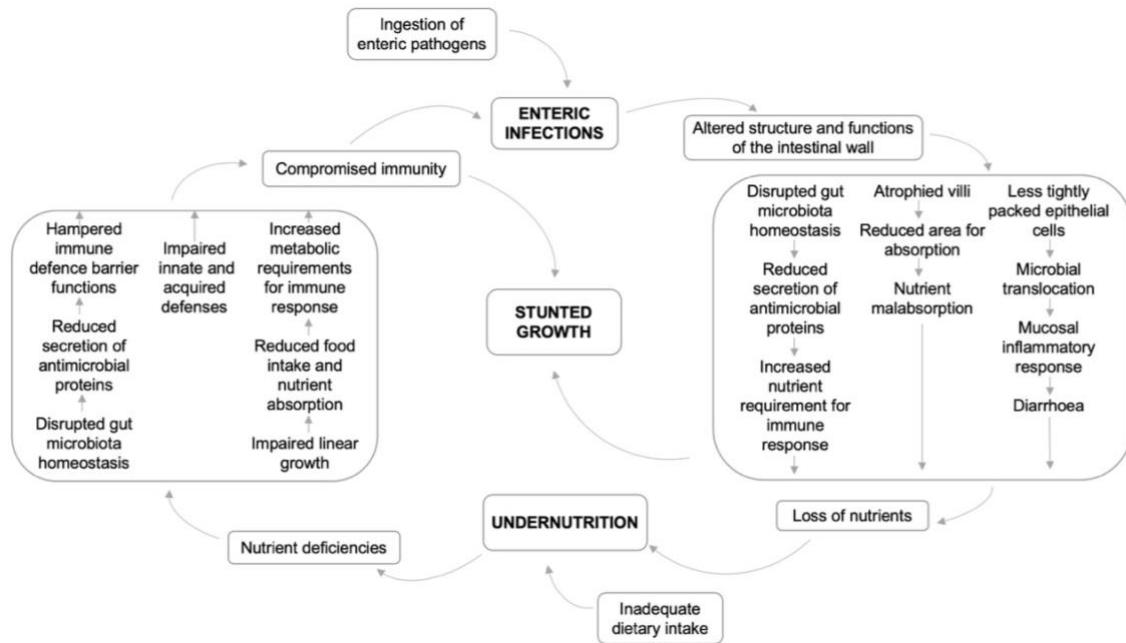 Ingestion of
enteric pathogens
ENTERIC
INFECTIONS
Altered structure and functions
of the intestinal wall
Compromised immunity
Disrupted gut
microbiota
homeostasis
Reduced
secretion of
antimicrobial
proteins
Increased
nutrient
requirement for
immune
response
Atrophied villi
Reduced area for
absorption
Nutrient
malabsorption
Less tightly
packed epithelial
cells
Microbial
translocation
Mucosal
inflammatory
response
Diarrhoea
Hampered
immune
defence barrier
functions
Reduced
secretion of
antimicrobial
proteins
Disrupted gut
microbiota
homeostasis
Impaired
innate and
acquired
defenses
Increased
metabolic
requirements
for immune
response
Reduced food
intake and
nutrient
absorption
Impaired linear
growth
STUNTED
GROWTH
Loss of nutrients
UNDERNUTRITION
Nutrient deficiencies
Inadequate
dietary intake